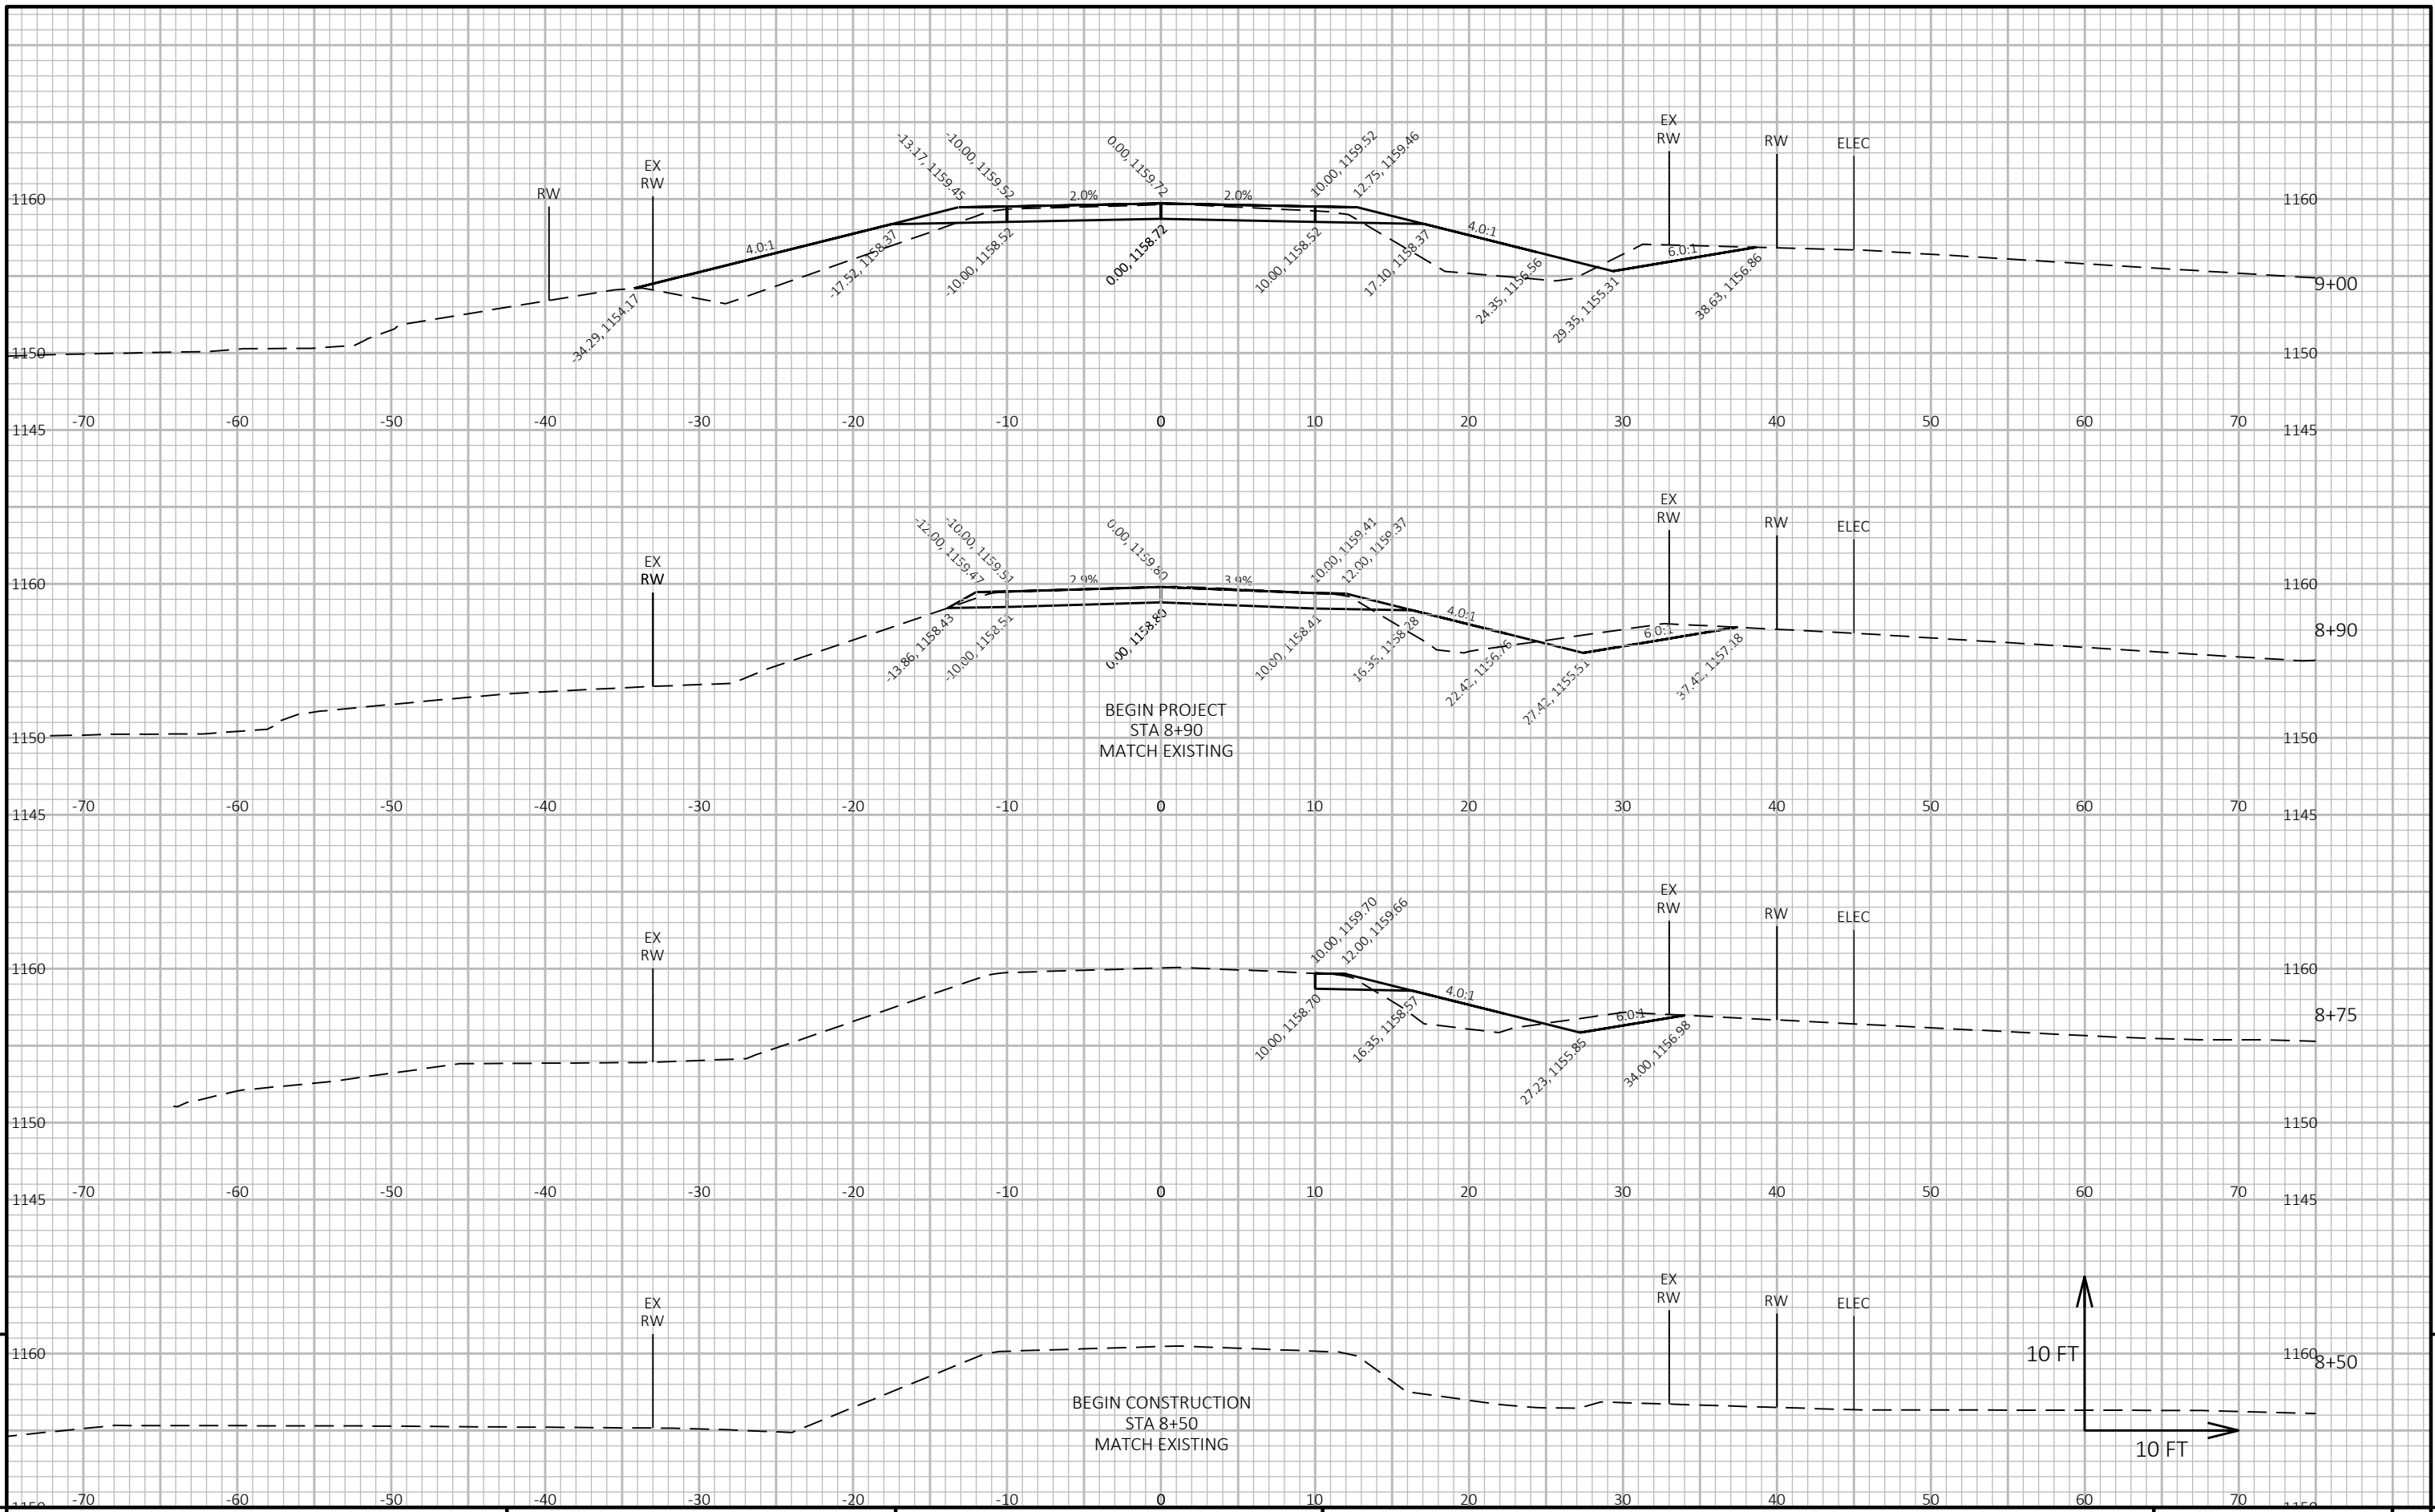 EX
RW
RW
ELEC
EX
RW
RW
-13.17, 1159.45
-10.00, 1159.52
0.00, 1159.72
10.00, 1159.52
12.75, 1159.46
1160
2.0%
2.0%
1160
4.0:1
4.0:1
6.0:1
-34.29, 1154.17
-17.52, 1158.37
-10.00, 1158.52
0.00, 1158.72
10.00, 1158.52
17.10, 1158.37
24.35, 1156.56
29.35, 1155.31
38.63, 1156.86
9+00
1150
1150
-70 -60 -50 -40 -30 -20 -10 0 10 20 30 40 50 60 70
1145
1145
EX
RW
RW
ELEC
EX
RW
-12.00, 1159.47
-10.00, 1159.51
0.00, 1159.80
10.00, 1159.41
12.00, 1159.37
1160
2.9%
3.9%
1160
4.0:1
6.0:1
8+90
-13.86, 1158.43
-10.00, 1158.51
0.00, 1158.80
10.00, 1158.41
16.35, 1158.28
22.42, 1156.76
27.42, 1155.51
37.42, 1157.18
BEGIN PROJECT
STA 8+90
MATCH EXISTING
1150
1150
-70 -60 -50 -40 -30 -20 -10 0 10 20 30 40 50 60 70
1145
1145
EX
RW
RW
ELEC
EX
RW
10.00, 1159.70
12.00, 1159.66
1160
1160
4.0:1
6.0:1
8+75
10.00, 1158.70
16.35, 1158.57
27.23, 1155.85
34.00, 1156.98
1150
1150
-70 -60 -50 -40 -30 -20 -10 0 10 20 30 40 50 60 70
1145
1145
EX
RW
RW
ELEC
EX
RW
1160
10 FT
1160
8+50
BEGIN CONSTRUCTION
STA 8+50
MATCH EXISTING
10 FT
-70 -60 -50 -40 -30 -20 -10 0 10 20 30 40 50 60 70
1150
1150